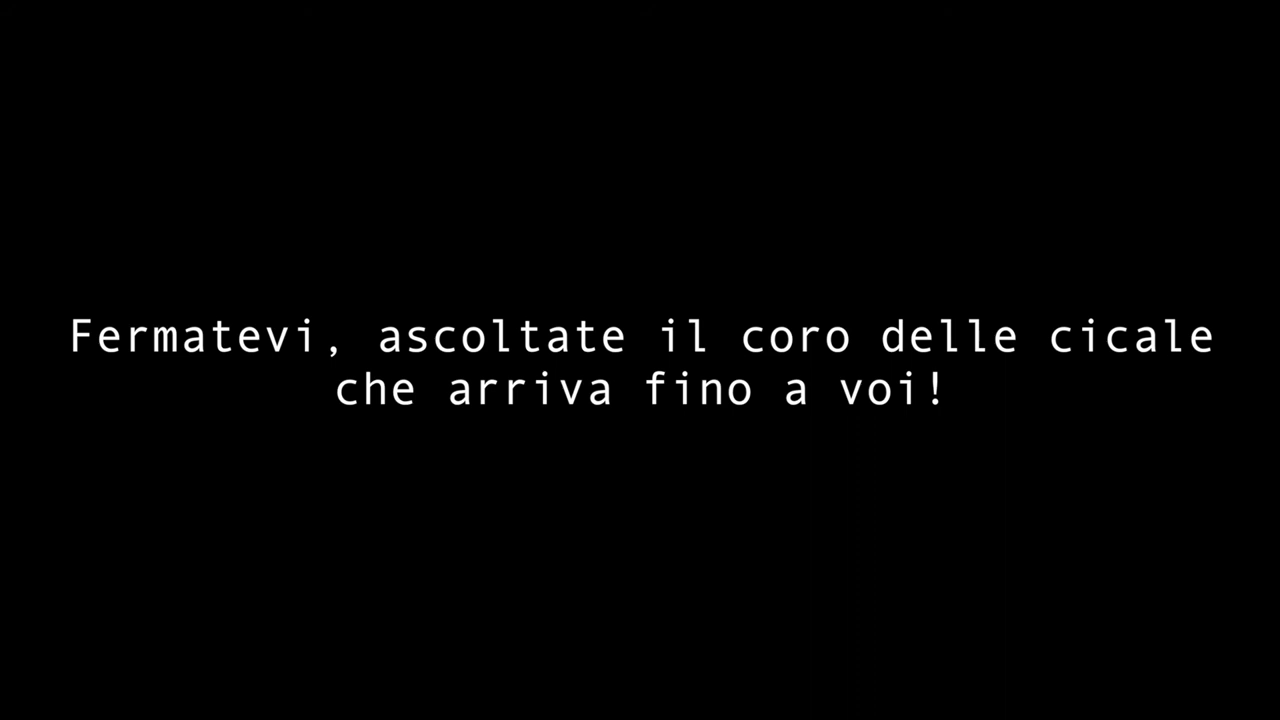 Fermatevi, ascoltate il coro delle cicale
che arriva fino a voi!